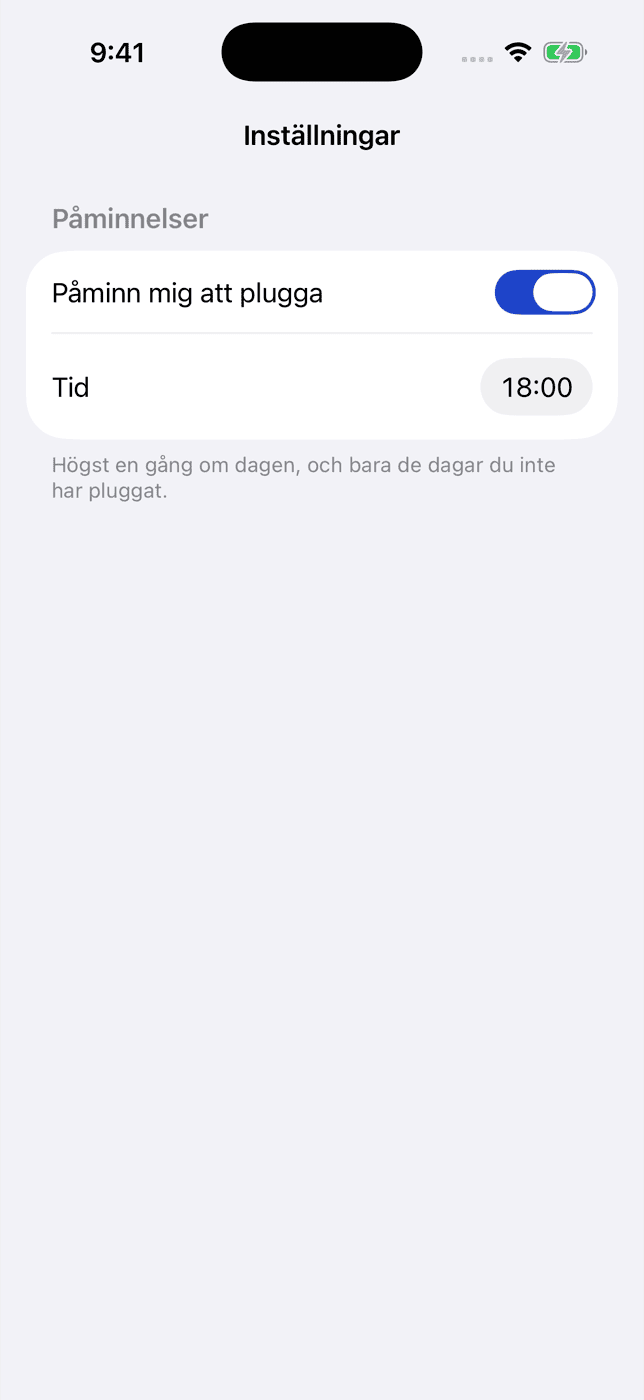 9:41
Inställningar
Påminnelser
Påminn mig att plugga
Tid
18:00
Högst en gång om dagen, och bara de dagar du inte
har pluggat.